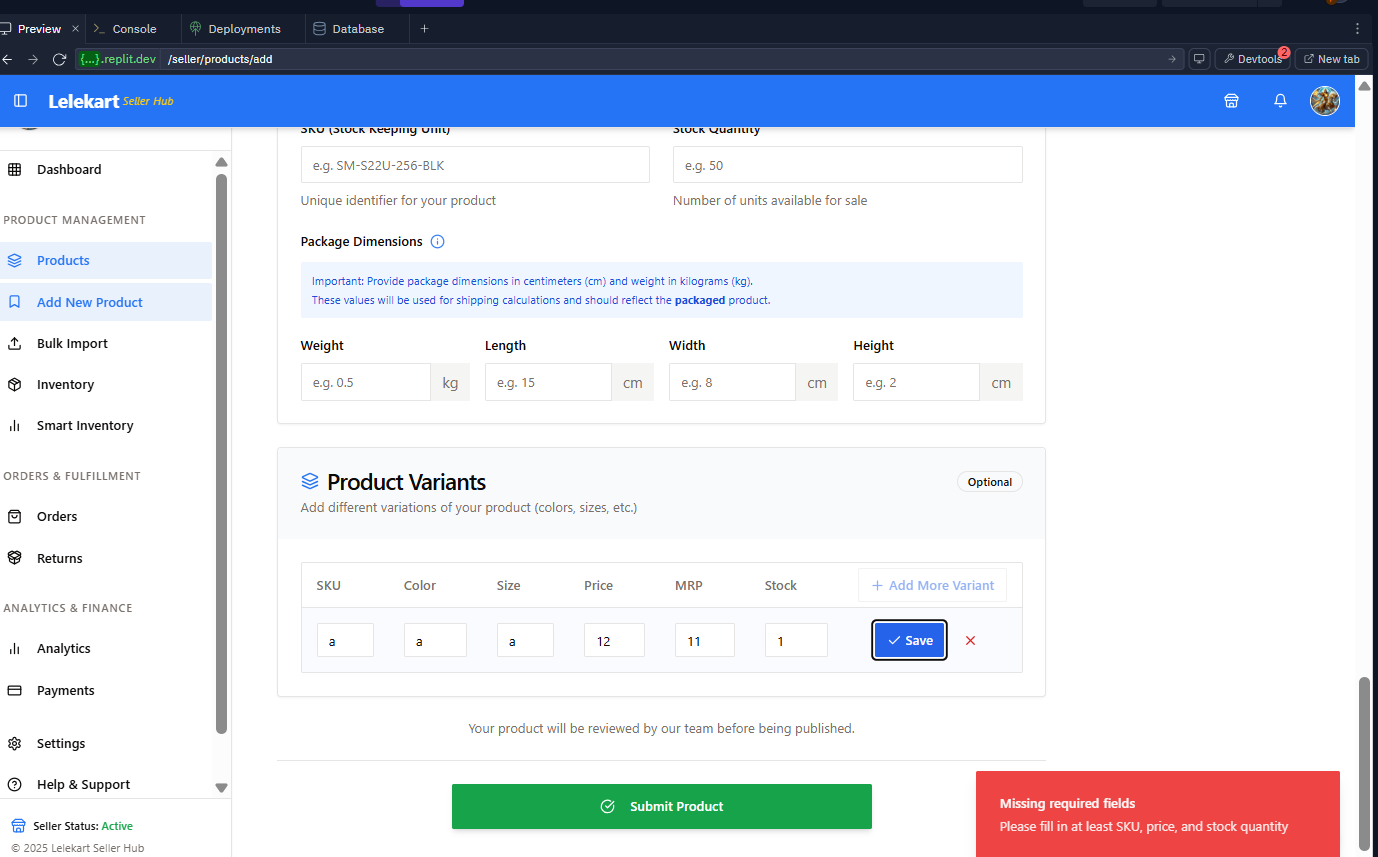 Preview
Console
Deployments
Database
{...}.replit.dev /seller/products/add
Devtools 2
New tab
Lelekart Seller Hub
Dashboard
PRODUCT MANAGEMENT
Products
Add New Product
Bulk Import
Inventory
Smart Inventory
ORDERS & FULFILLMENT
Orders
Returns
ANALYTICS & FINANCE
Analytics
Payments
Settings
Help & Support
Seller Status: Active
© 2025 Lelekart Seller Hub
SKU (Stock Keeping Unit) Stock Quantity
e.g. SM-S22U-256-BLK e.g. 50
Unique identifier for your product Number of units available for sale
Package Dimensions
Important: Provide package dimensions in centimeters (cm) and weight in kilograms (kg).
These values will be used for shipping calculations and should reflect the packaged product.
Weight Length Width Height
e.g. 0.5 kg e.g. 15 cm e.g. 8 cm e.g. 2 cm
Product Variants
Optional
Add different variations of your product (colors, sizes, etc.)
SKU Color Size Price MRP Stock + Add More Variant
a a a 12 11 1 Save
Your product will be reviewed by our team before being published.
Submit Product
Missing required fields
Please fill in at least SKU, price, and stock quantity